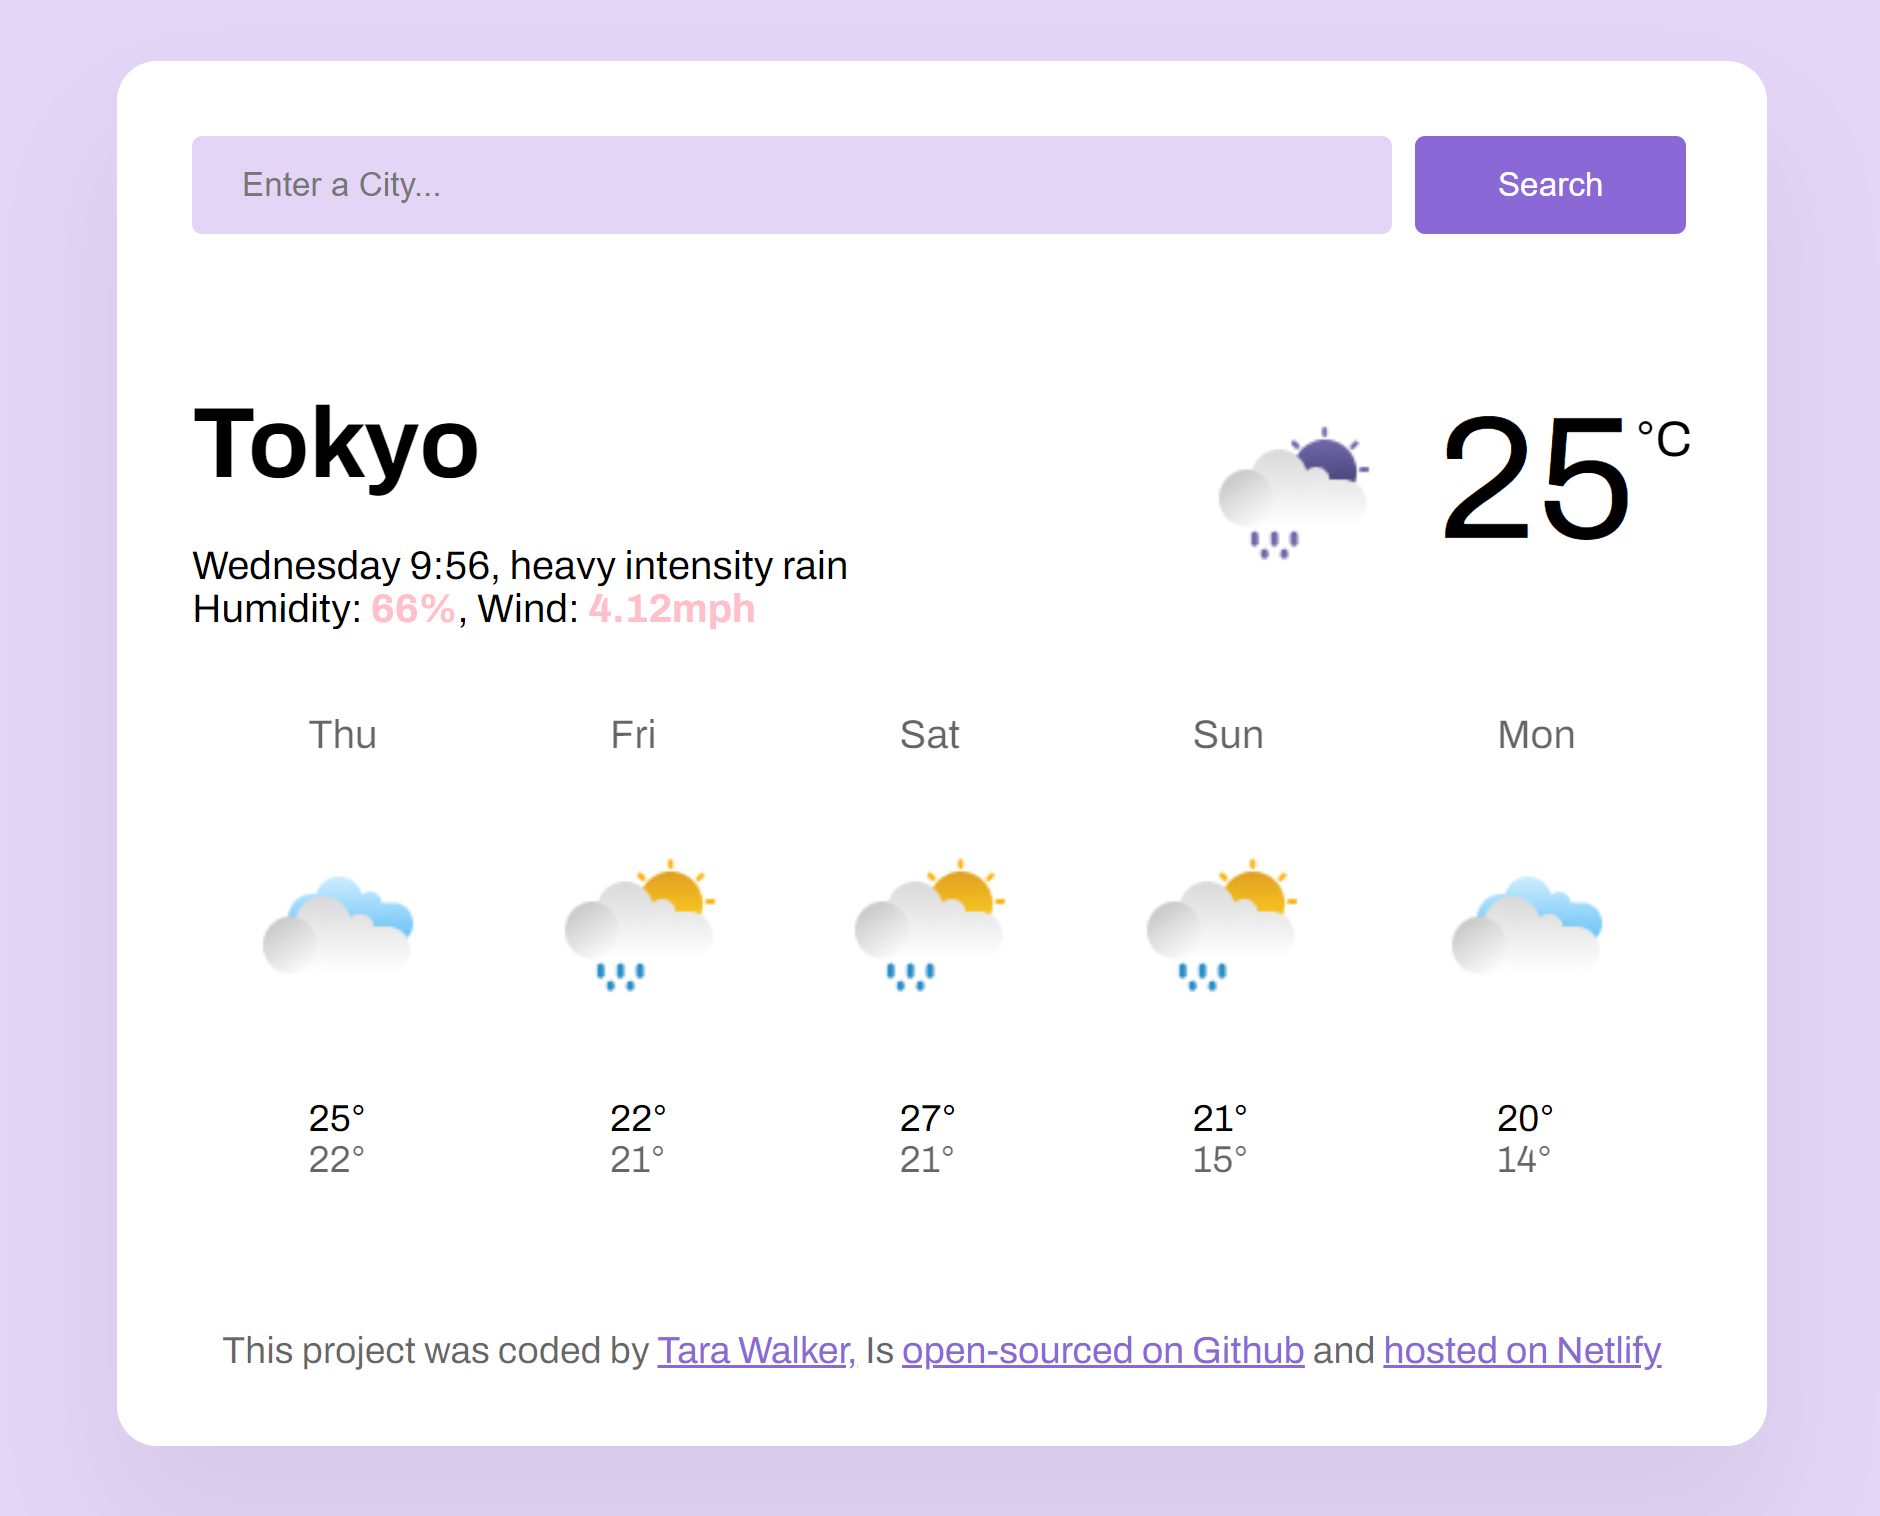 Enter a City...
Search
Tokyo
25°C
Wednesday 9:56, heavy intensity rain
Humidity: 66%, Wind: 4.12mph
Thu Fri Sat Sun Mon
25° 22° 27° 21° 20°
22° 21° 21° 15° 14°
This project was coded by Tara Walker, Is open-sourced on Github and hosted on Netlify